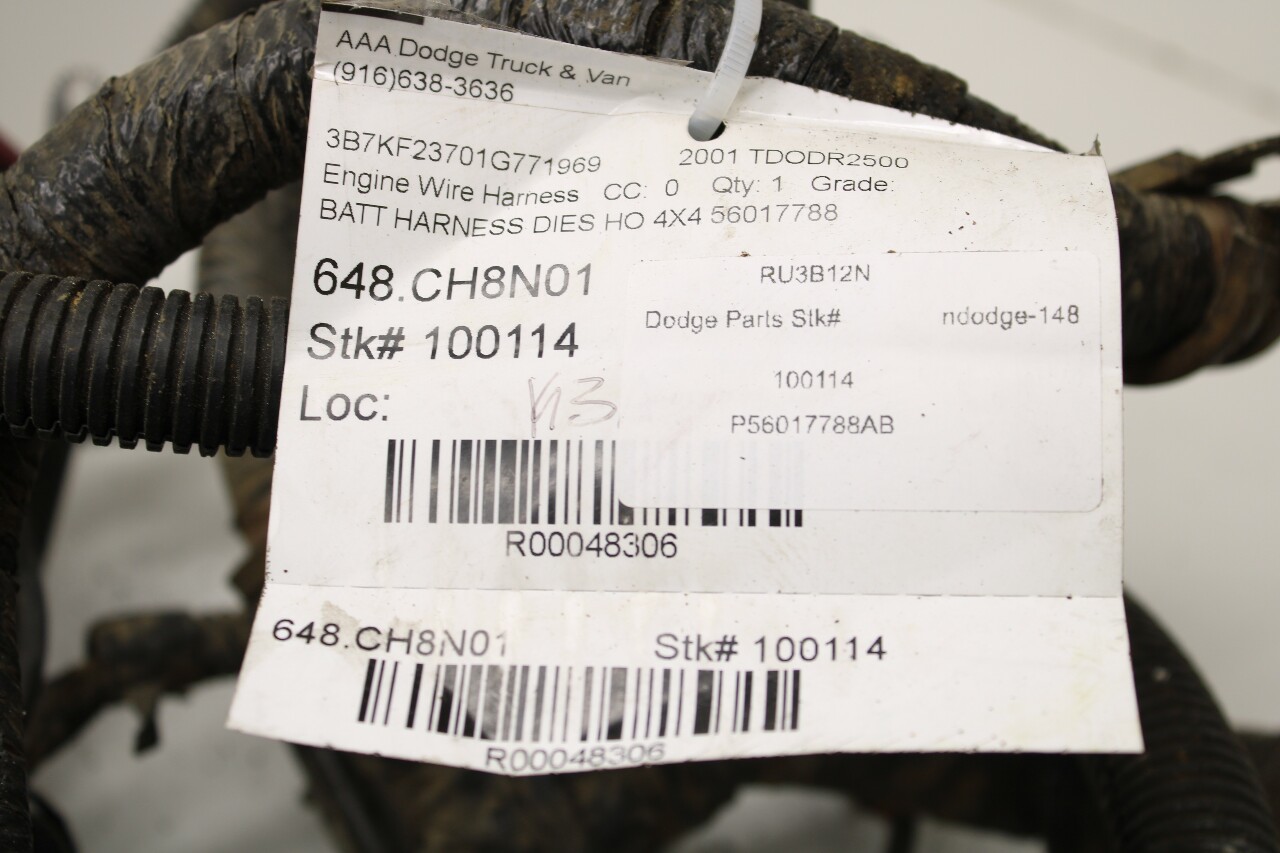 AAA Dodge Truck & Van
(916)638-3636
3B7KF23701G771969 2001 TDODR2500
Engine Wire Harness CC: 0 Qty: 1 Grade:
BATT HARNESS DIES HO 4X4 56017788
648.CH8N01
Stk# 100114
Loc:
RU3B12N
Dodge Parts Stk# ndodge-148
100114
P56017788AB
R00048306
648.CH8N01 Stk# 100114
R00048306